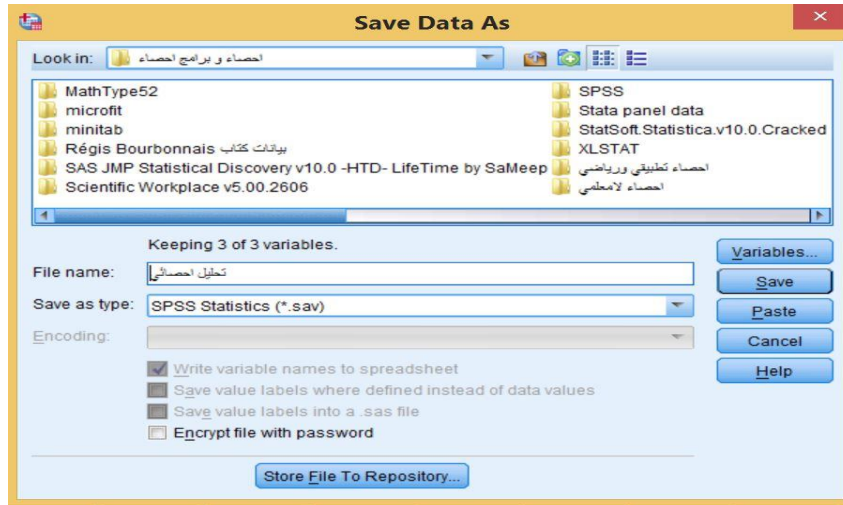 Save Data As
Look in: احصاء و برامج احصاء
MathType52
microfit
minitab
بيانات كتاب Régis Bourbonnais
SAS JMP Statistical Discovery v10.0 -HTD- LifeTime by SaMeep
Scientific Workplace v5.00.2606
SPSS
Stata panel data
StatSoft.Statistica.v10.0.Cracked
XLSTAT
احصاء تطبيقي ورياضي
احصاء لامعلمي
Keeping 3 of 3 variables.
File name: تحليل احصائي
Save as type: SPSS Statistics (*.sav)
Encoding:
Write variable names to spreadsheet
Save value labels where defined instead of data values
Save value labels into a .sas file
Encrypt file with password
Store File To Repository...
Variables...
Save
Paste
Cancel
Help